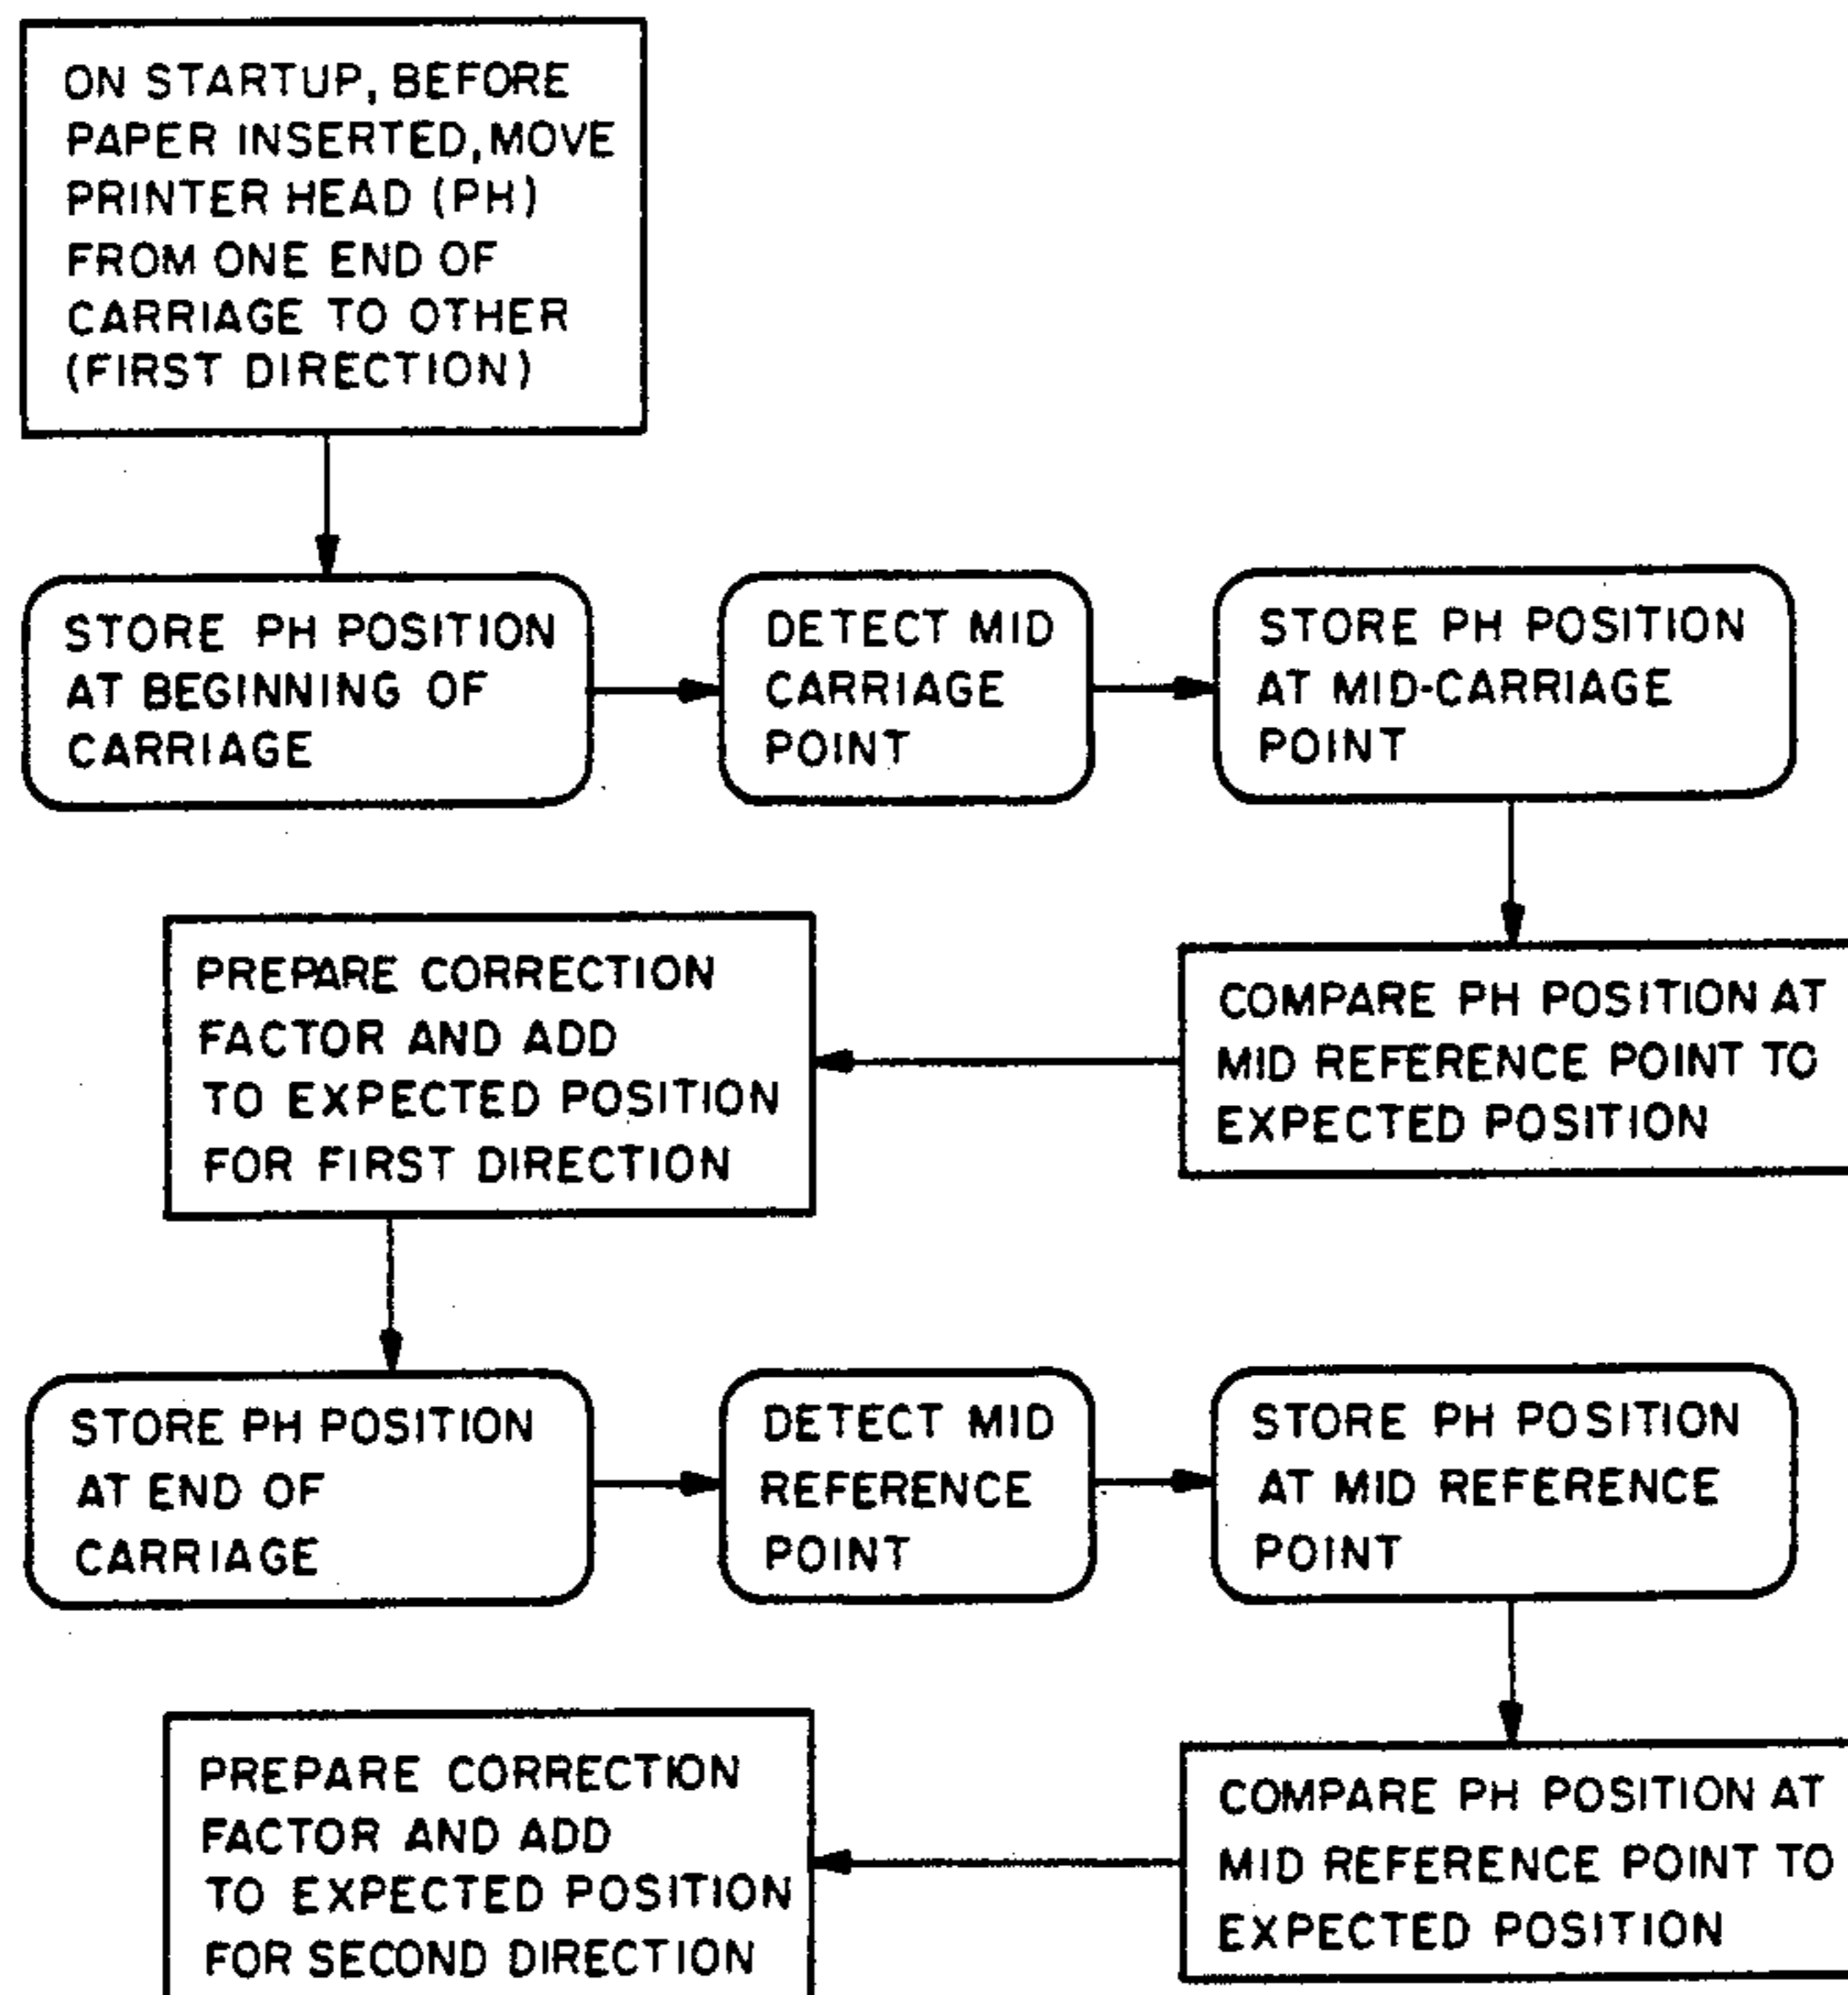 ON STARTUP, BEFORE
PAPER INSERTED, MOVE
PRINTER HEAD (PH)
FROM ONE END OF
CARRIAGE TO OTHER
(FIRST DIRECTION)
STORE PH POSITION
AT BEGINNING OF
CARRIAGE
DETECT MID
CARRIAGE
POINT
STORE PH POSITION
AT MID-CARRIAGE
POINT
COMPARE PH POSITION AT
MID REFERENCE POINT TO
EXPECTED POSITION
PREPARE CORRECTION
FACTOR AND ADD
TO EXPECTED POSITION
FOR FIRST DIRECTION
STORE PH POSITION
AT END OF
CARRIAGE
DETECT MID
REFERENCE
POINT
STORE PH POSITION
AT MID REFERENCE
POINT
COMPARE PH POSITION AT
MID REFERENCE POINT TO
EXPECTED POSITION
PREPARE CORRECTION
FACTOR AND ADD
TO EXPECTED POSITION
FOR SECOND DIRECTION